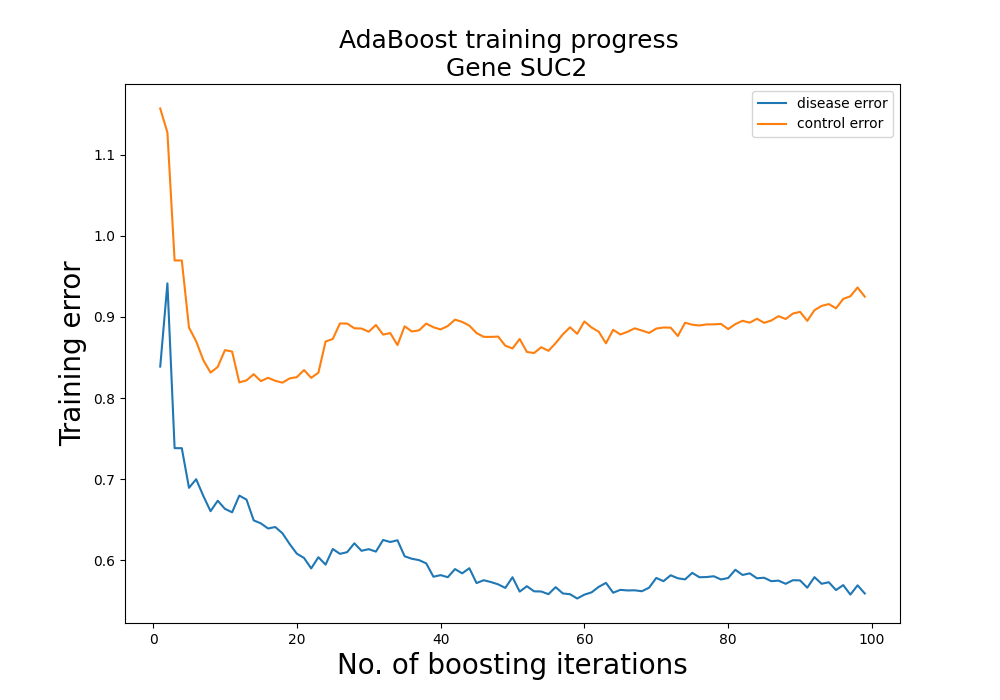 AdaBoost training progress
Gene SUC2
disease error
control error
Training error
1.1
1.0
0.9
0.8
0.7
0.6
0
20
40
60
80
100
No. of boosting iterations